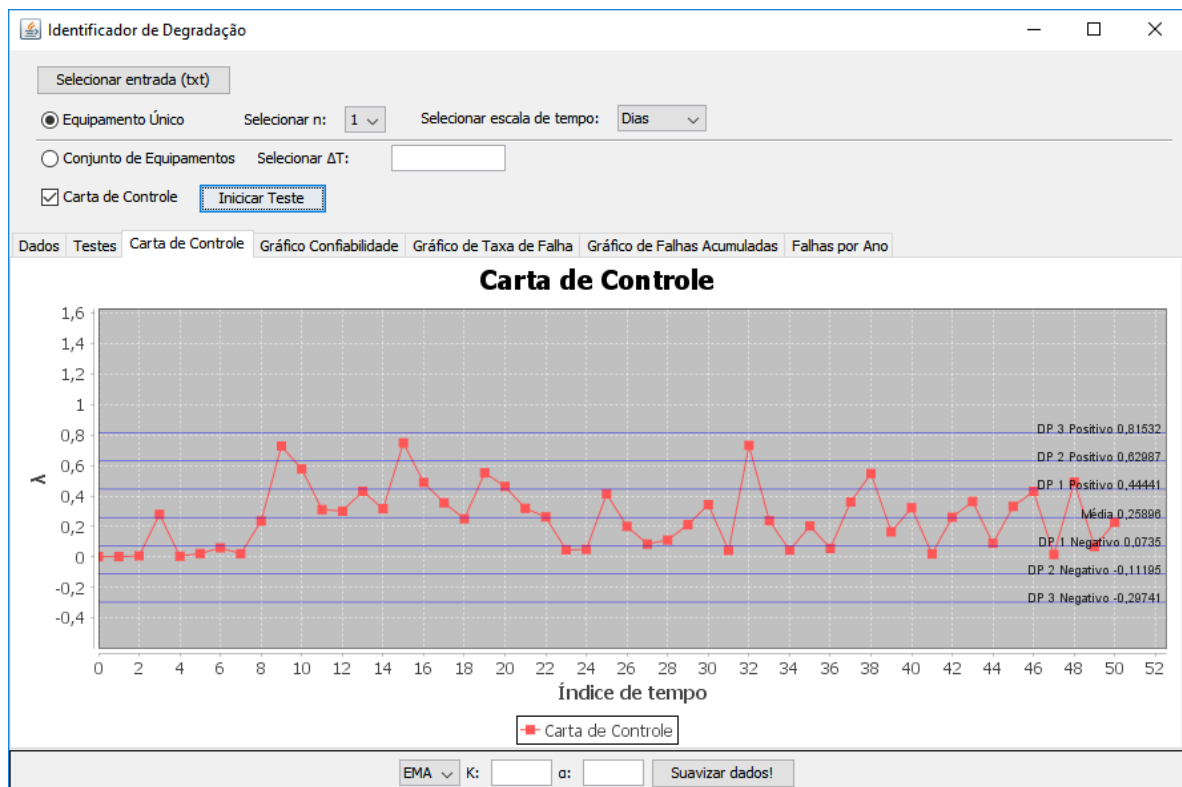 Identificador de Degradação
Selecionar entrada (txt)
Equipamento Único Selecionar n: 1 Selecionar escala de tempo: Dias
Conjunto de Equipamentos Selecionar ΔT:
Carta de Controle Inicicar Teste
Dados Testes Carta de Controle Gráfico Confiabilidade Gráfico de Taxa de Falha Gráfico de Falhas Acumuladas Falhas por Ano
Carta de Controle
1,6
1,4
1,2
1
0,8
0,6
0,4
0,2
0
-0,2
-0,4
λ
DP 3 Positivo 0,81532
DP 2 Positivo 0,62987
DP 1 Positivo 0,44441
Média 0,25896
DP 1 Negativo 0,0735
DP 2 Negativo -0,11195
DP 3 Negativo -0,29741
0 2 4 6 8 10 12 14 16 18 20 22 24 26 28 30 32 34 36 38 40 42 44 46 48 50 52
Índice de tempo
Carta de Controle
EMA K: α: Suavizar dados!